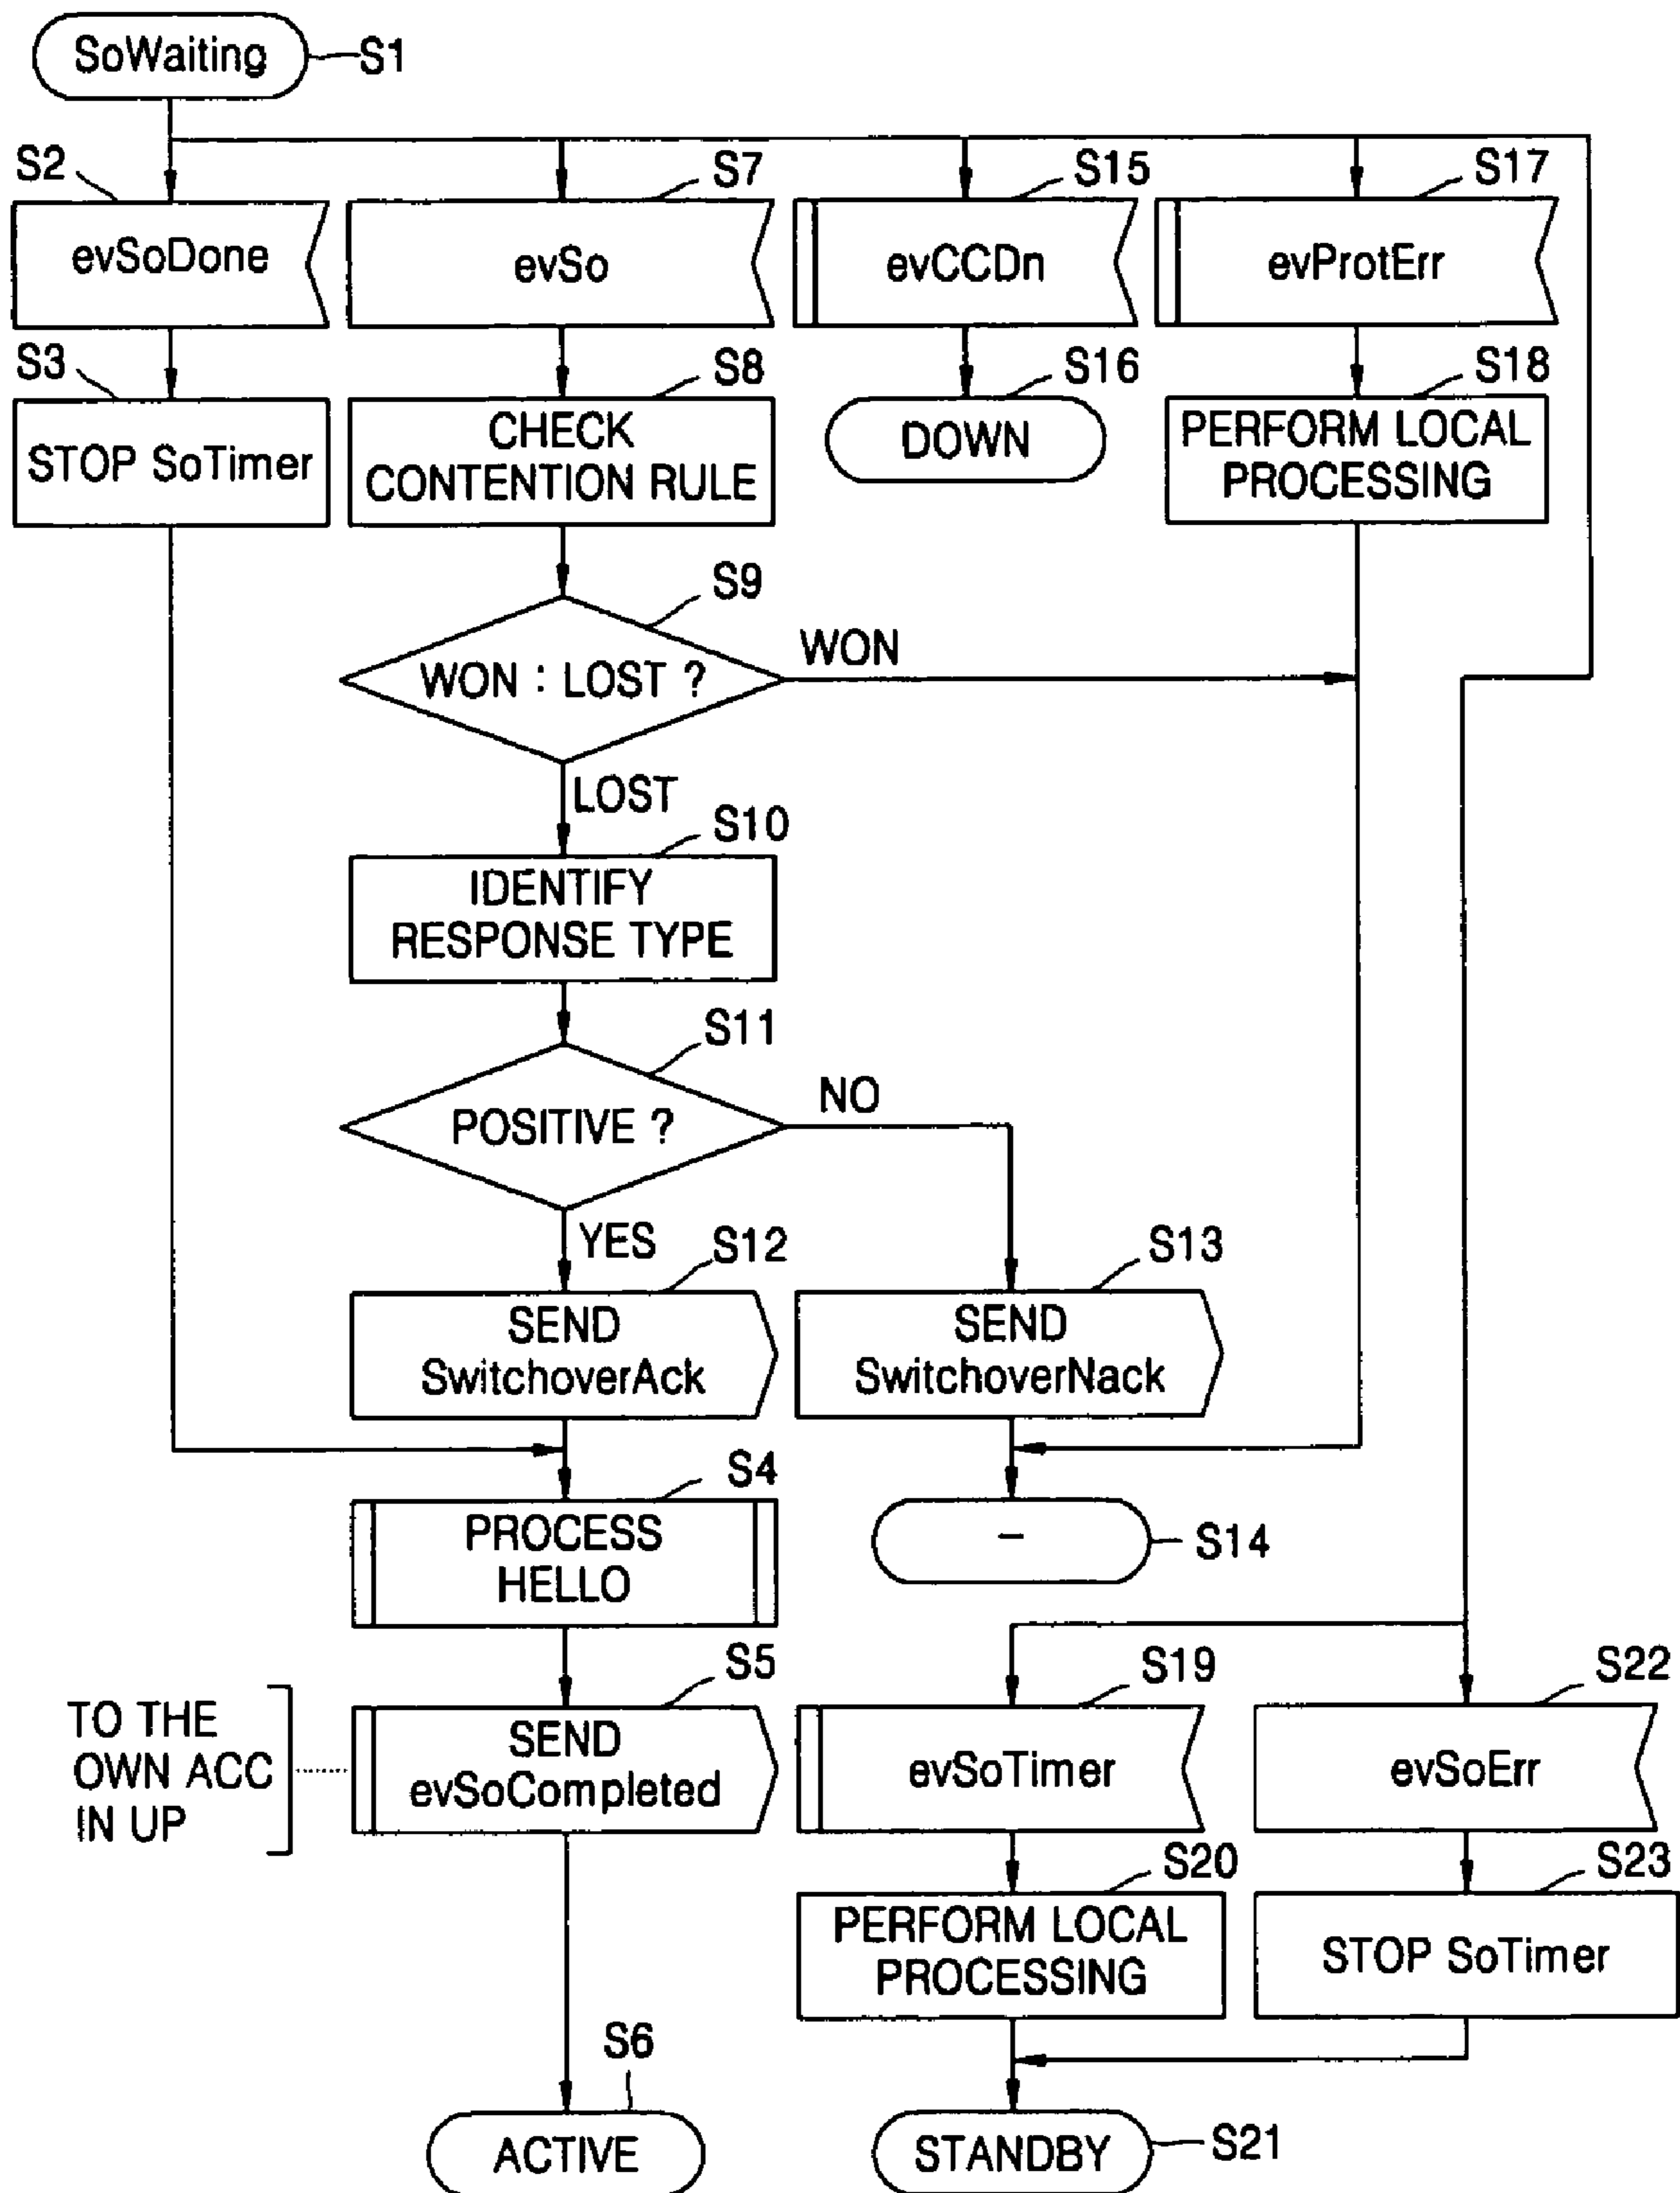 SoWaiting
S1
S2
S7
S15
S17
evSoDone
evSo
evCCDn
evProtErr
S3
S8
S16
S18
STOP SoTimer
CHECK
CONTENTION RULE
DOWN
PERFORM LOCAL
PROCESSING
S9
WON : LOST ?
WON
LOST
S10
IDENTIFY
RESPONSE TYPE
S11
POSITIVE ?
NO
YES
S12
S13
SEND
SwitchoverAck
SEND
SwitchoverNack
S4
PROCESS
HELLO
–
S14
S5
S19
S22
TO THE
OWN ACC
IN UP
SEND
evSoCompleted
evSoTimer
evSoErr
S20
S23
PERFORM LOCAL
PROCESSING
STOP SoTimer
S6
ACTIVE
STANDBY
S21